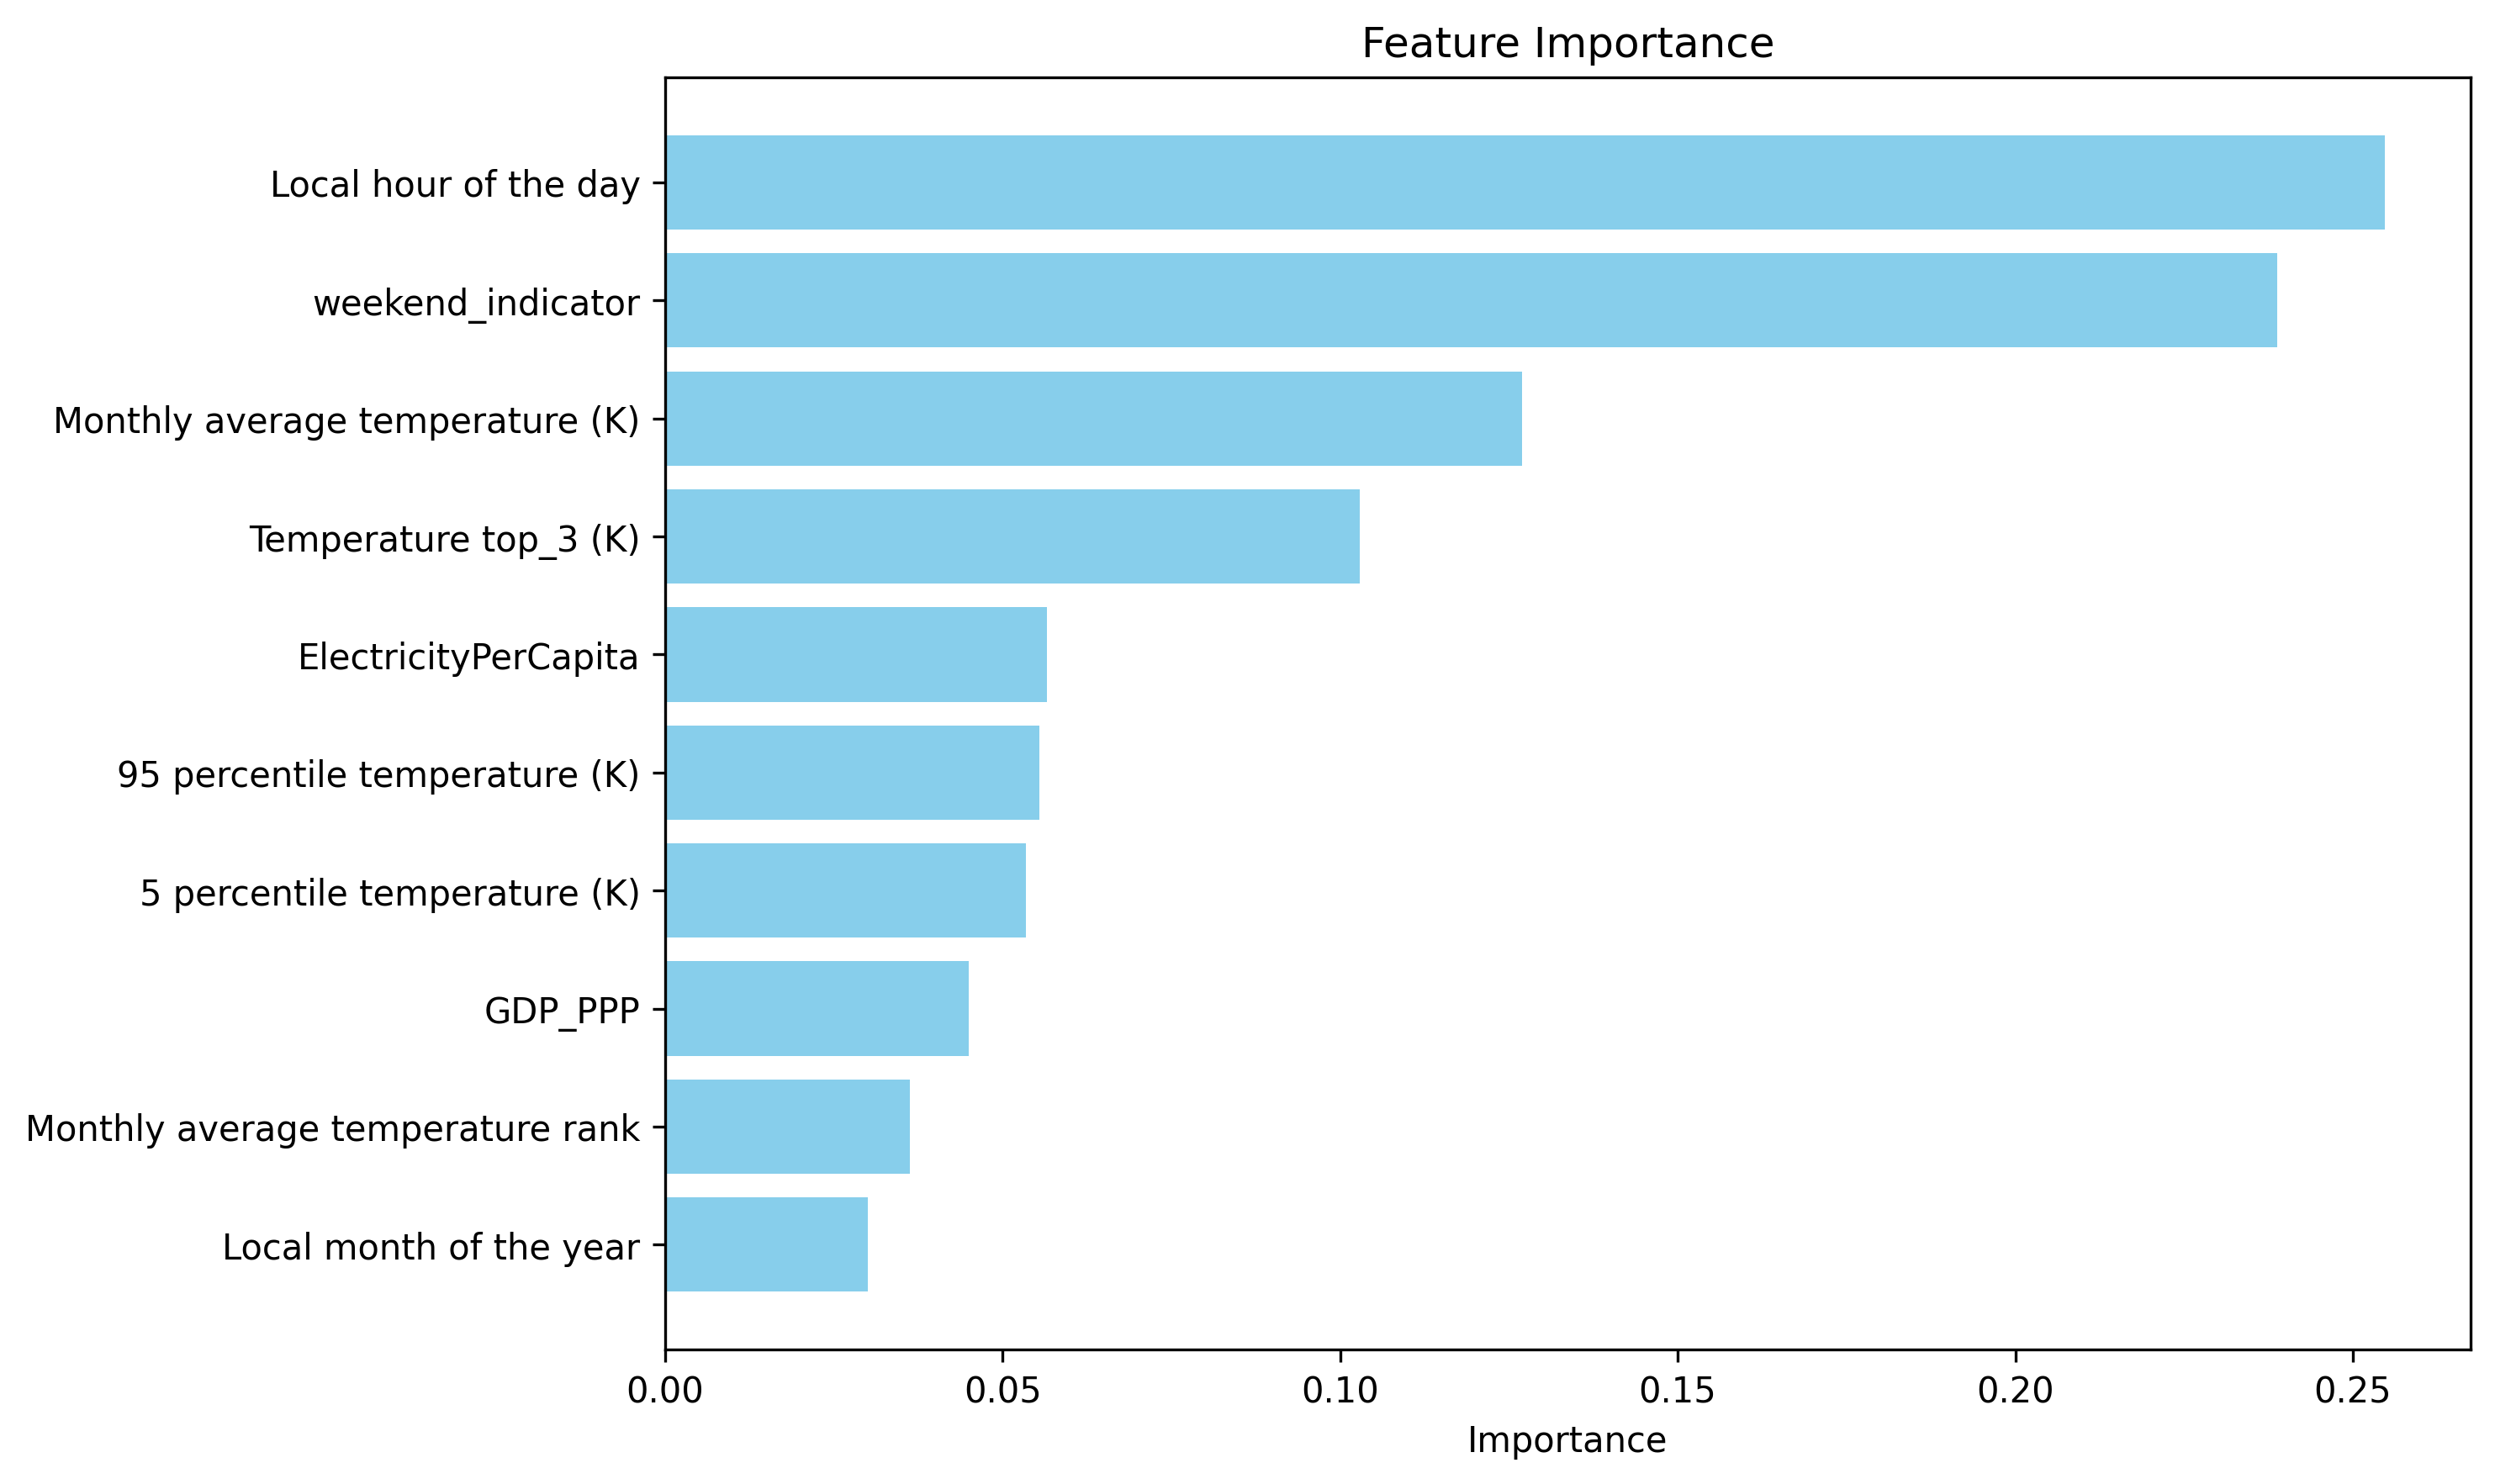 Feature Importance
Local hour of the day
weekend_indicator
Monthly average temperature (K)
Temperature top_3 (K)
ElectricityPerCapita
95 percentile temperature (K)
5 percentile temperature (K)
GDP_PPP
Monthly average temperature rank
Local month of the year
0.00 0.05 0.10 0.15 0.20 0.25
Importance